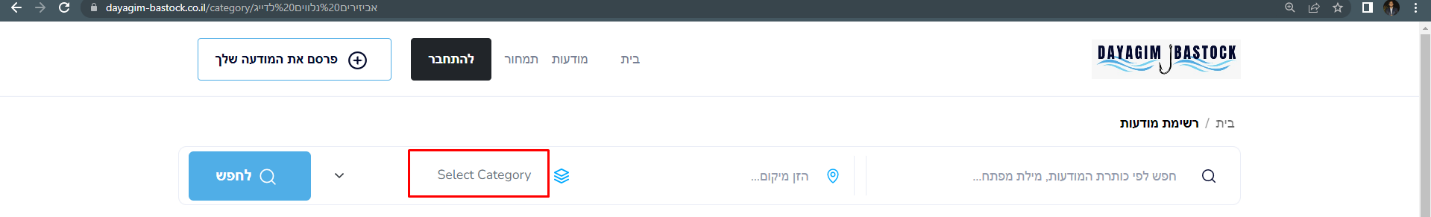 dayagim-bastock.co.il/category/אביזרים%20נלווים%20לדייג
DAYAGIM BASTOCK
בית
מודעות
תמחור
להתחבר
פרסם את המודעה שלך
בית / רשימת מודעות
חפש לפי כותרת המודעות, מילת מפתח...
הזן מיקום...
Select Category
לחפש